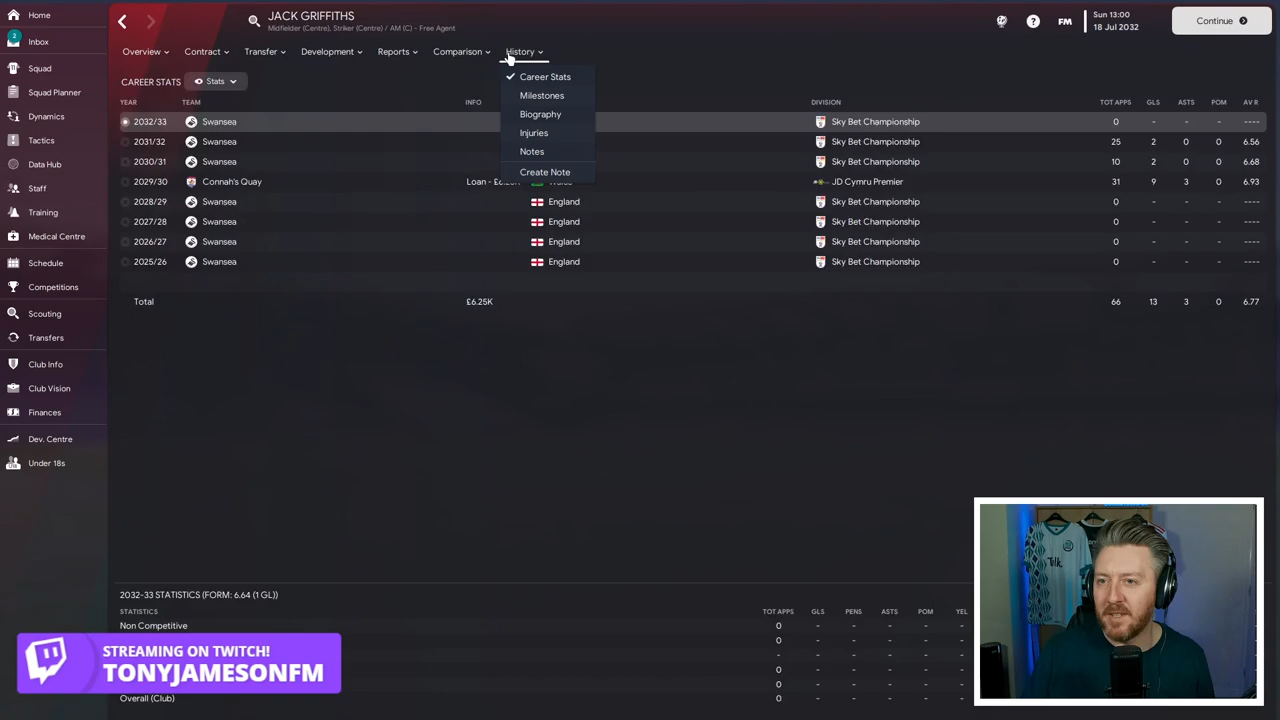 JACK GRIFFITHS
Midfielder (Centre), Striker (Centre) / AM (C) - Free Agent
FM
Sun 13:00
18 Jul 2032
Continue
Home
2
Inbox
Squad
Squad Planner
Dynamics
Tactics
Data Hub
Staff
Training
Medical Centre
Schedule
Competitions
Scouting
Transfers
Club Info
Club Vision
Finances
Dev. Centre
Under 18s
Overview Contract Transfer Development Reports Comparison History
Career Stats
Milestones
Biography
Injuries
Notes
Create Note
CAREER STATS Stats
YEAR TEAM INFO DIVISION TOT APPS GLS ASTS POM AV R
2032/33 Swansea Sky Bet Championship 0 - - 0 ----
2031/32 Swansea Sky Bet Championship 25 2 0 0 6.56
2030/31 Swansea Sky Bet Championship 10 2 0 0 6.68
2029/30 Connah's Quay JD Cymru Premier 31 9 3 0 6.93
2028/29 Swansea England Sky Bet Championship 0 - - 0 ----
2027/28 Swansea England Sky Bet Championship 0 - - 0 ----
2026/27 Swansea England Sky Bet Championship 0 - - 0 ----
2025/26 Swansea England Sky Bet Championship 0 - - 0 ----
Total £6.25K 66 13 3 0 6.77
2032-33 STATISTICS (FORM: 6.64 (1 GL))
STATISTICS TOT APPS GLS PENS ASTS POM YEL
Non Competitive 0 - - - - -
0 - - - - -
- - - - - -
0 - - - - -
0 - - - - -
Overall (Club) 0 - - - - -
STREAMING ON TWITCH!
TONYJAMESONFM